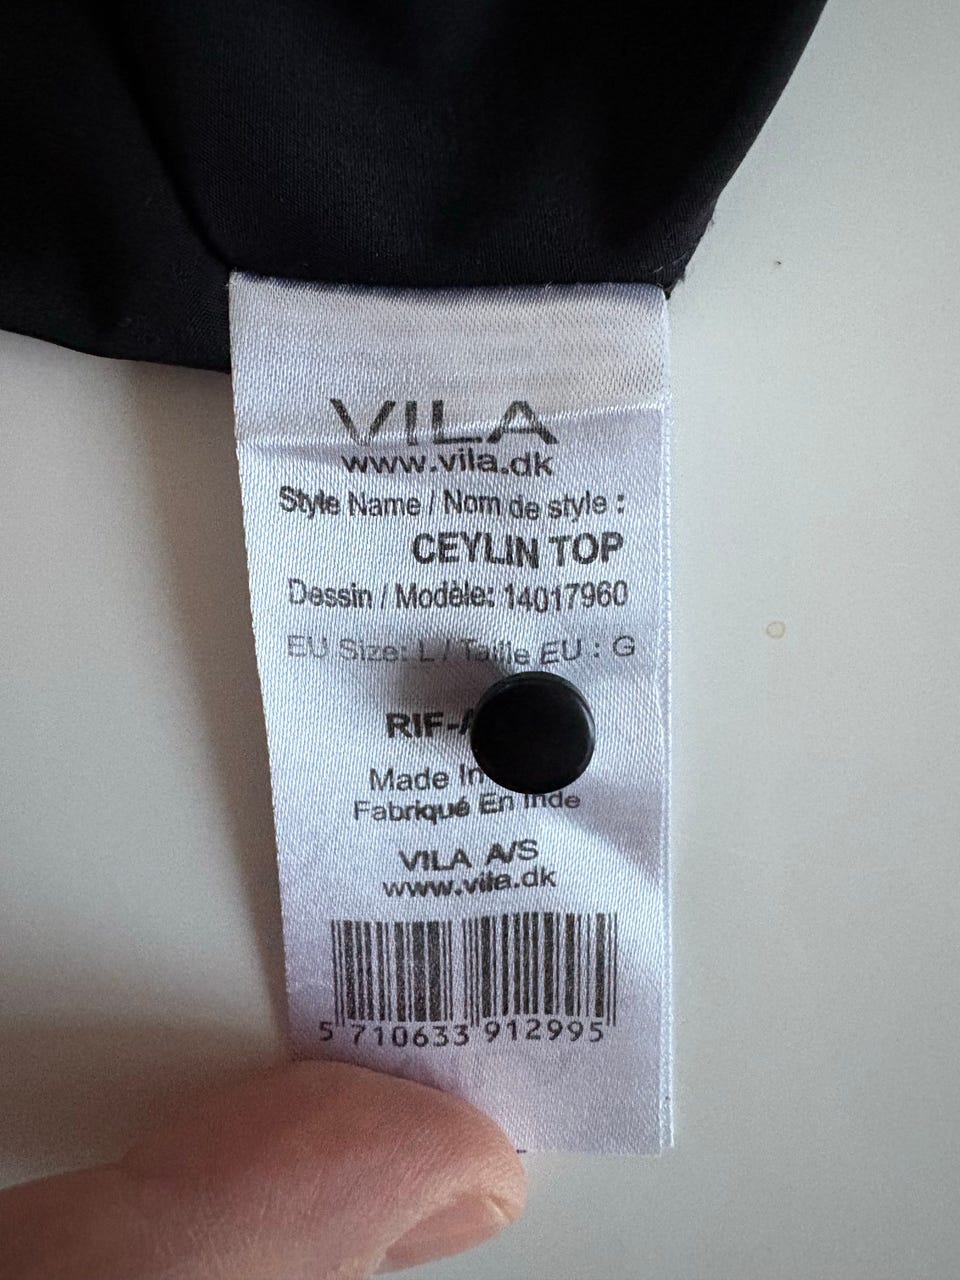 VILA
www.vila.dk
Style Name / Nom de style :
CEYLIN TOP
Dessin / Modèle: 14017960
EU Size: L / Taille EU : G
Made In
Fabriqué En Inde
VILA A/S
www.vila.dk
5 710633 912995